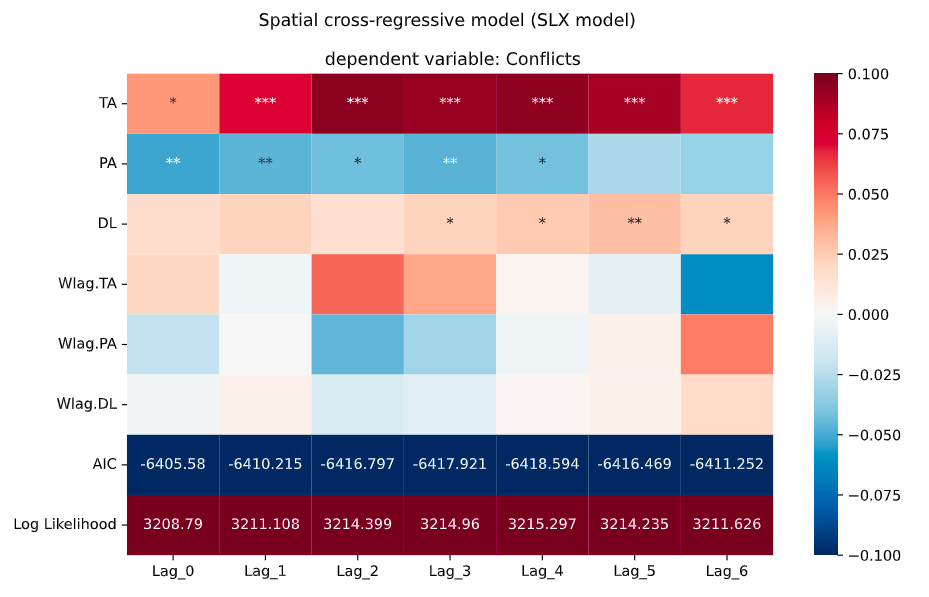 Spatial cross-regressive model (SLX model)
dependent variable: Conflicts
TA * *** *** *** *** *** ***
PA ** ** * ** *
DL * * ** *
Wlag.TA
Wlag.PA
Wlag.DL
AIC -6405.58 -6410.215 -6416.797 -6417.921 -6418.594 -6416.469 -6411.252
Log Likelihood 3208.79 3211.108 3214.399 3214.96 3215.297 3214.235 3211.626
Lag_0 Lag_1 Lag_2 Lag_3 Lag_4 Lag_5 Lag_6
0.100
0.075
0.050
0.025
0.000
−0.025
−0.050
−0.075
−0.100